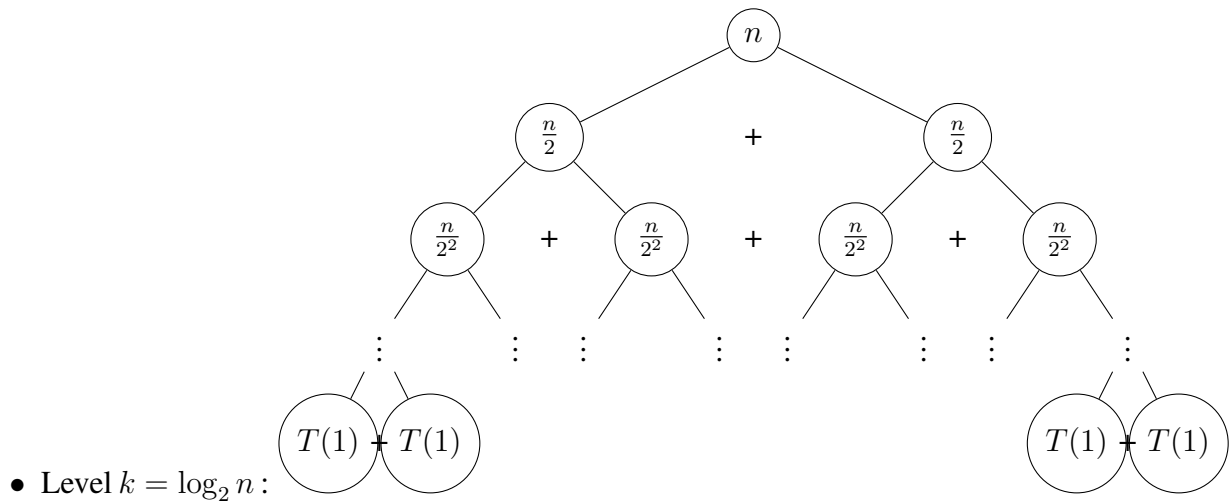 n
n/2 + n/2
n/2² + n/2² + n/2² + n/2²
⋮ ⋮ ⋮ ⋮ ⋮ ⋮ ⋮ ⋮
T(1) + T(1) T(1) + T(1)
• Level k = log₂ n :